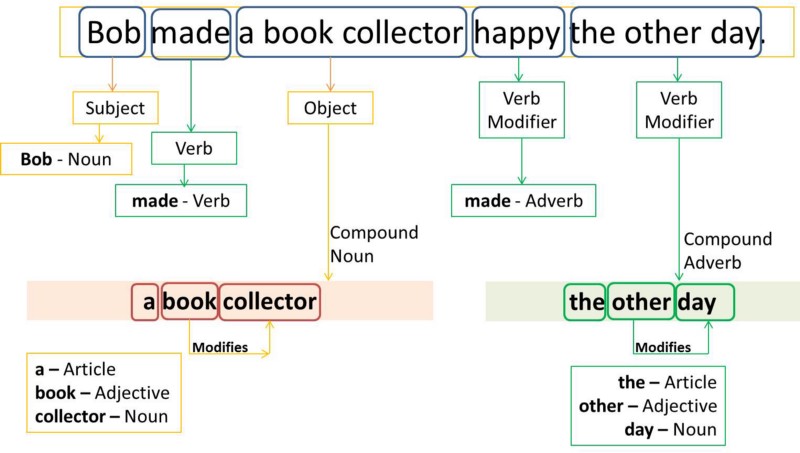 Bob made a book collector happy the other day.
Subject
Object
Verb
Modifier
Verb
Modifier
Bob - Noun
Verb
made - Verb
made - Adverb
Compound
Noun
Compound
Adverb
a book collector
the other day
Modifies
Modifies
a – Article
book – Adjective
collector – Noun
the – Article
other – Adjective
day – Noun